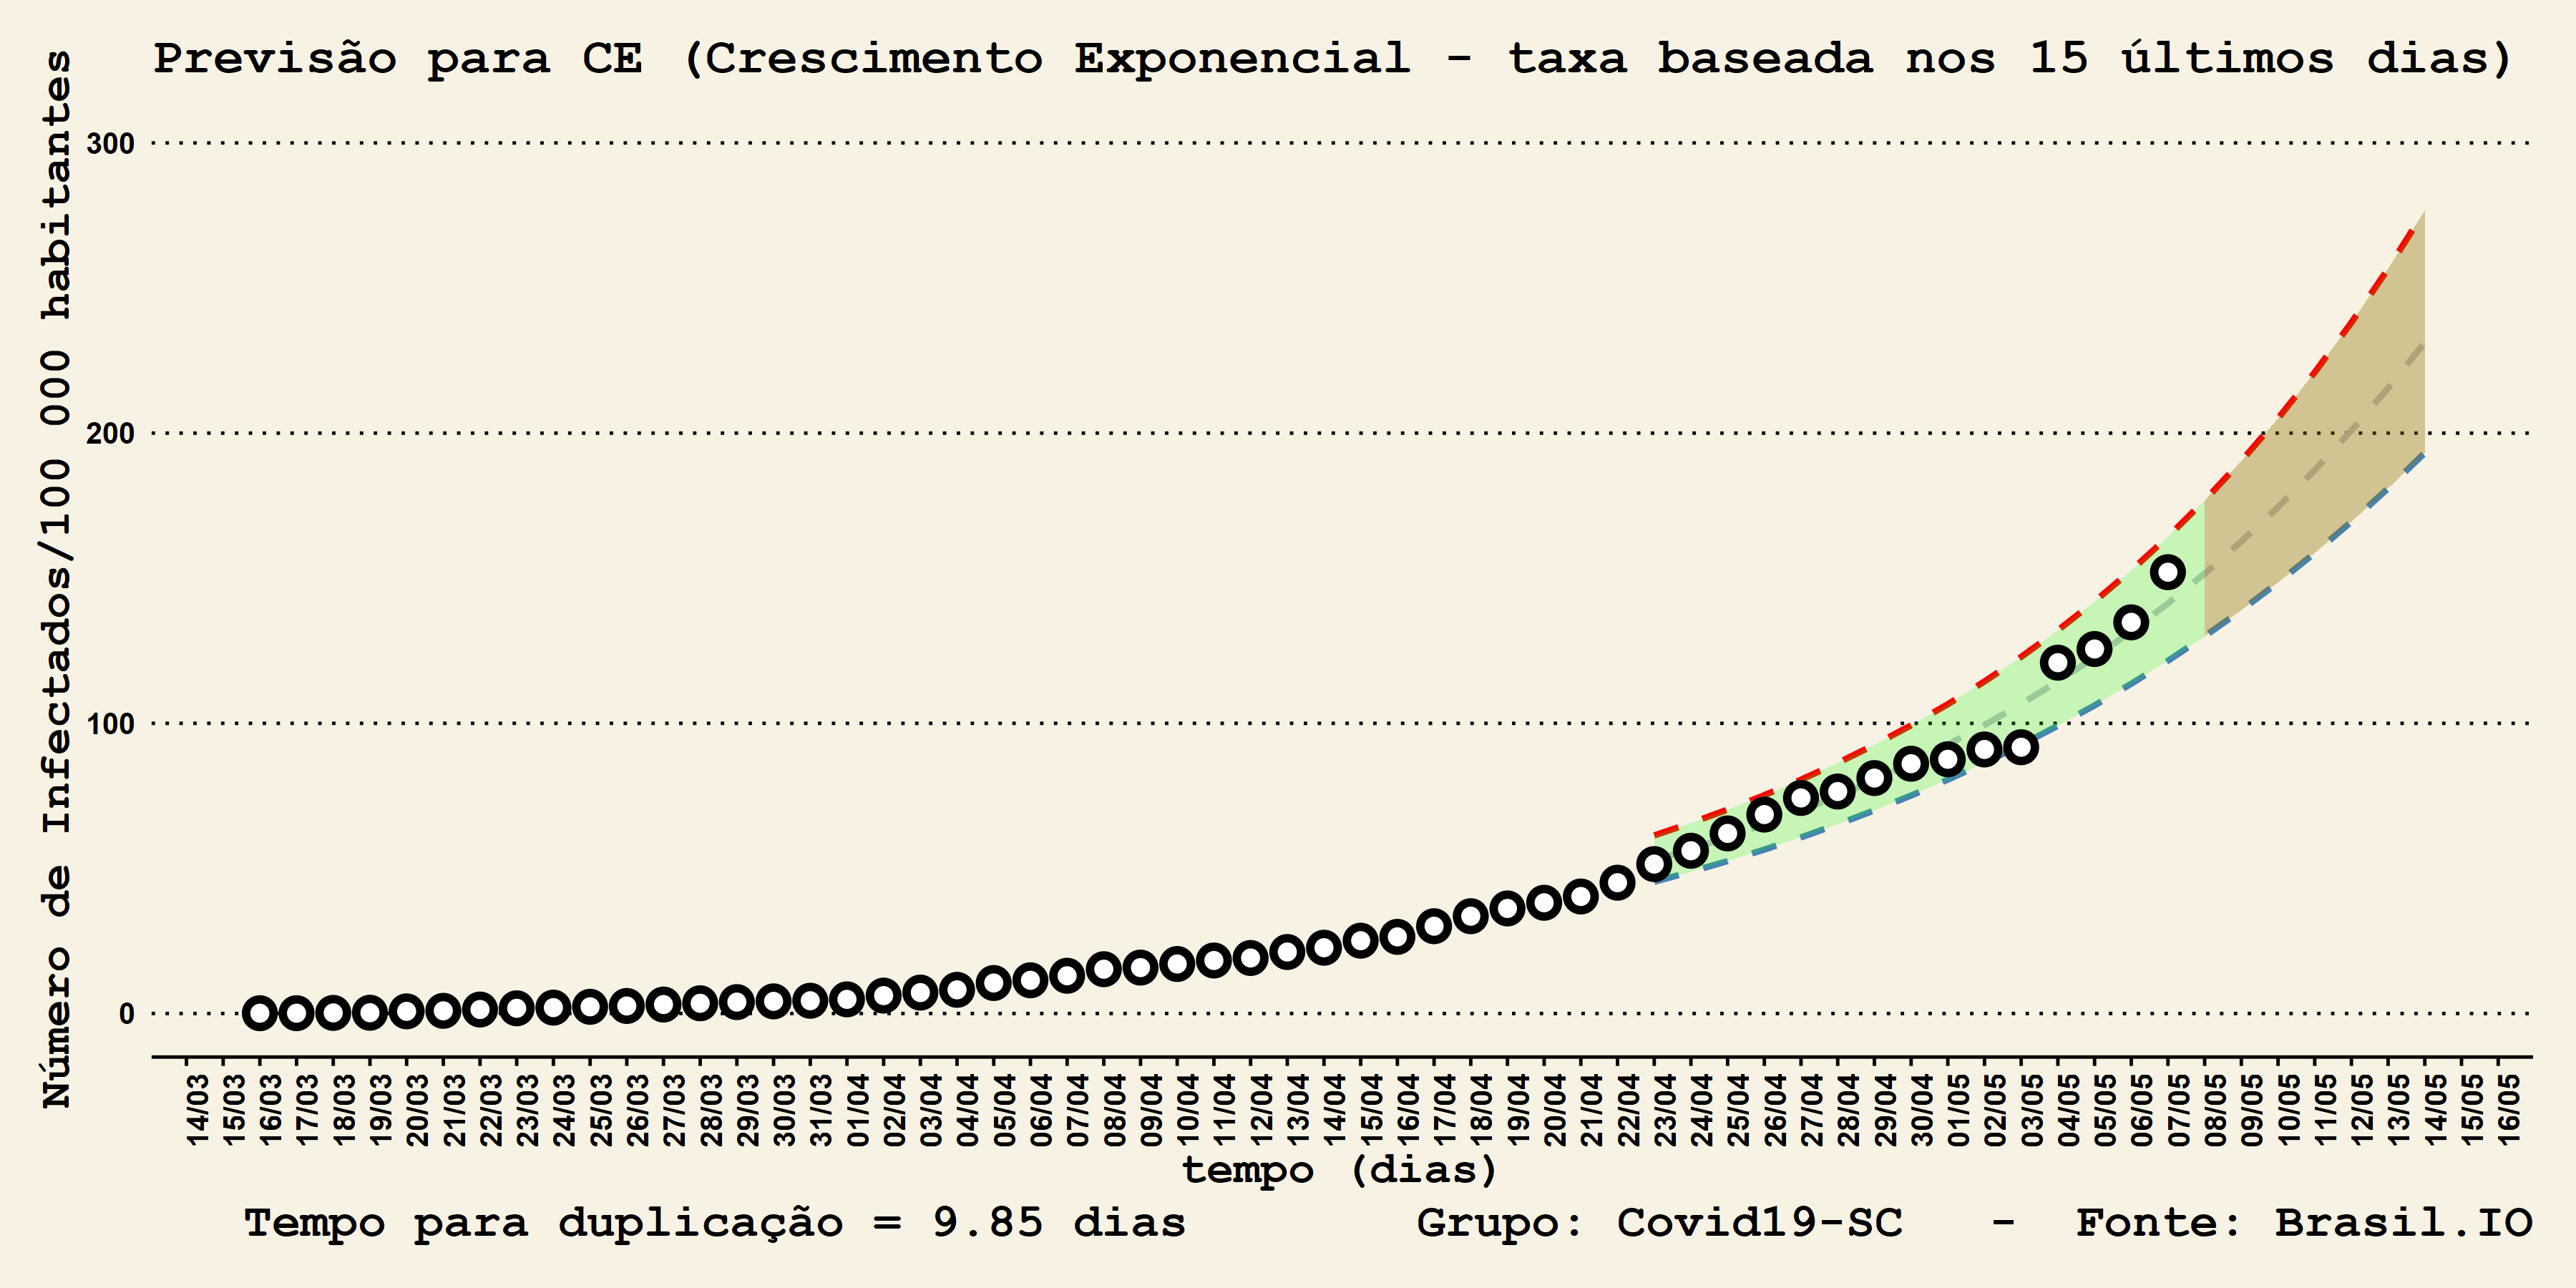 Previsão para CE (Crescimento Exponencial - taxa baseada nos 15 últimos dias)
Número de Infectados/100 000 habitantes
300
200
100
0
14/03 15/03 16/03 17/03 18/03 19/03 20/03 21/03 22/03 23/03 24/03 25/03 26/03 27/03 28/03 29/03 30/03 31/03 01/04 02/04 03/04 04/04 05/04 06/04 07/04 08/04 09/04 10/04 11/04 12/04 13/04 14/04 15/04 16/04 17/04 18/04 19/04 20/04 21/04 22/04 23/04 24/04 25/04 26/04 27/04 28/04 29/04 30/04 01/05 02/05 03/05 04/05 05/05 06/05 07/05 08/05 09/05 10/05 11/05 12/05 13/05 14/05 15/05 16/05
tempo (dias)
Tempo para duplicação = 9.85 dias Grupo: Covid19-SC - Fonte: Brasil.IO